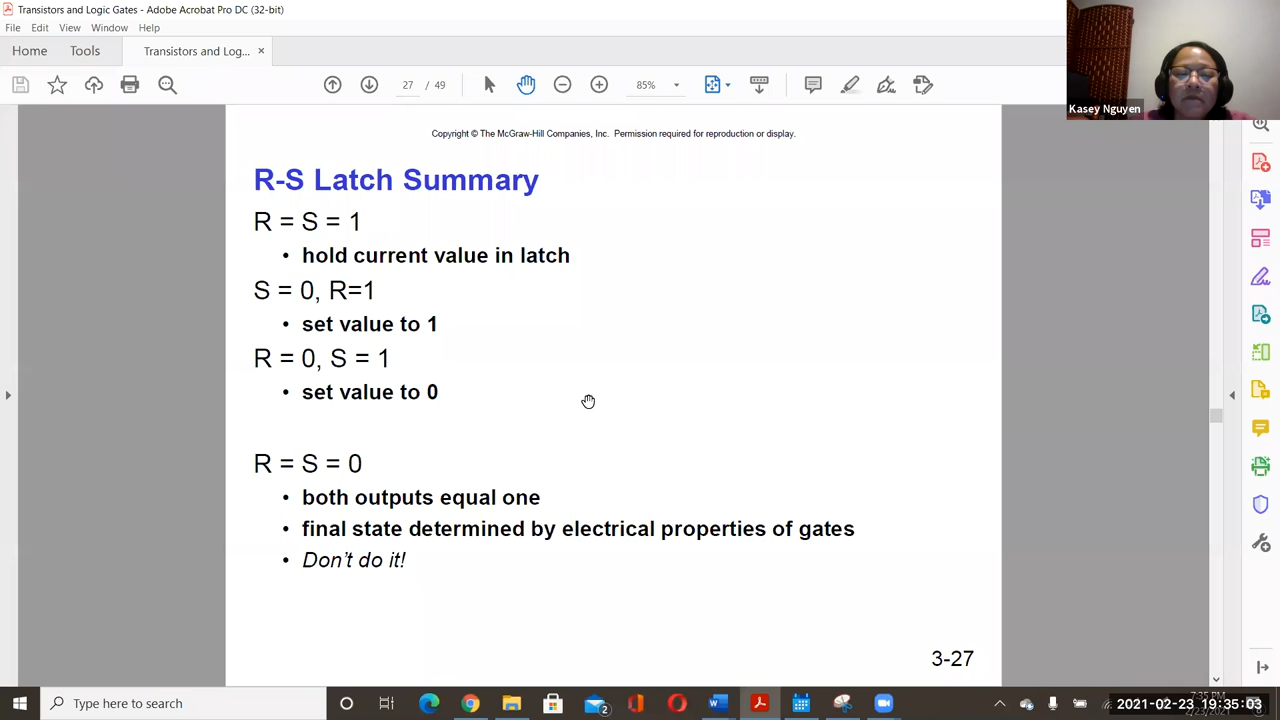 Transistors and Logic Gates - Adobe Acrobat Pro DC (32-bit)
File Edit View Window Help
Home Tools Transistors and Log... ×
27 / 49 85%
Kasey Nguyen
Copyright © The McGraw-Hill Companies, Inc. Permission required for reproduction or display.
R-S Latch Summary
R = S = 1
• hold current value in latch
S = 0, R=1
• set value to 1
R = 0, S = 1
• set value to 0
R = S = 0
• both outputs equal one
• final state determined by electrical properties of gates
• Don't do it!
3-27
Type here to search
2
7:35 PM
2021-02-23 19:35:03